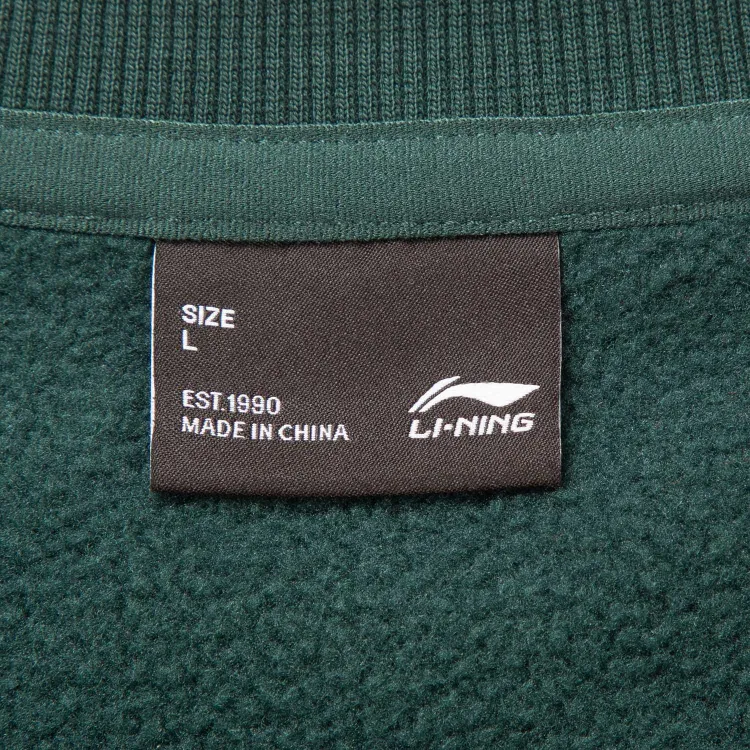 SIZE
L
EST.1990
MADE IN CHINA
LI-NING